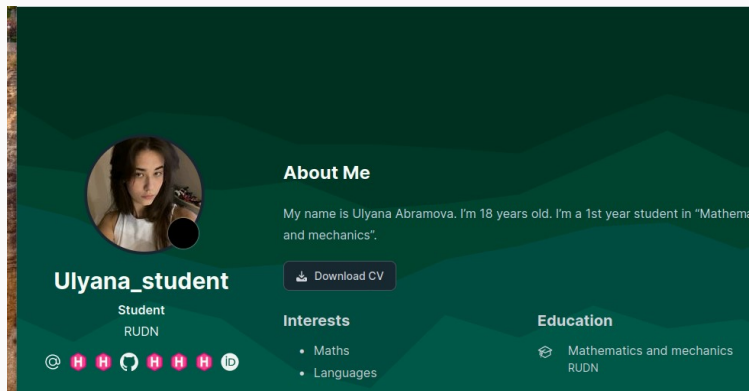 About Me
My name is Ulyana Abramova. I'm 18 years old. I'm a 1st year student in “Mathema
and mechanics”.
Download CV
Ulyana_student
Student
RUDN
Interests
Education
Maths
Mathematics and mechanics
RUDN
Languages